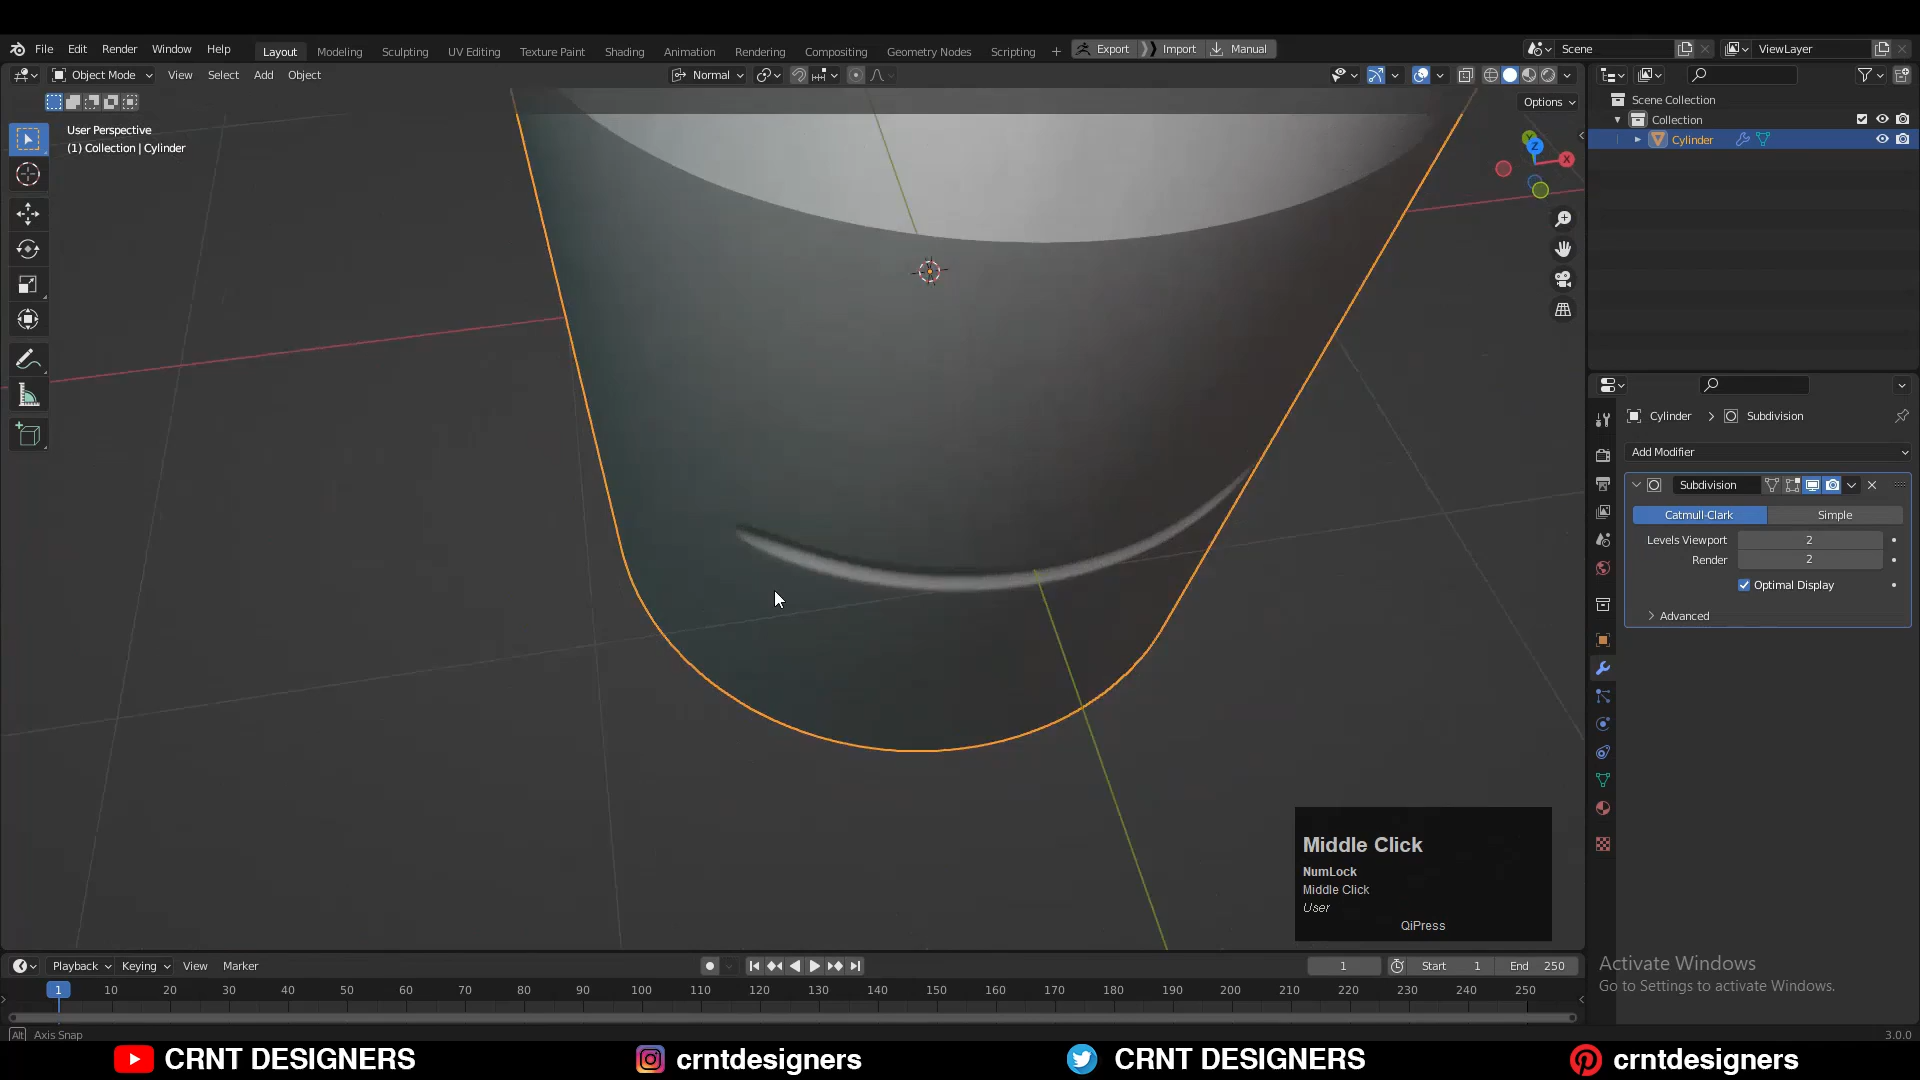 File Edit Render Window Help Layout Modeling Sculpting UV Editing Texture Paint Shading Animation Rendering Compositing Geometry Nodes Scripting + Export Import Manual Scene ViewLayer
Object Mode View Select Add Object Normal
Options
User Perspective
(1) Collection | Cylinder
Scene Collection
Collection
Cylinder
Y
Z
X
Cylinder > Subdivision
Add Modifier
Subdivision
Catmull-Clark Simple
Levels Viewport 2
Render 2
Optimal Display
Advanced
Middle Click
NumLock
Middle Click
User
QiPress
Activate Windows
Go to Settings to activate Windows.
Playback Keying View Marker 1 Start 1 End 250
1 10 20 30 40 50 60 70 80 90 100 110 120 130 140 150 160 170 180 190 200 210 220 230 240 250
Alt Axis Snap 3.0.0
CRNT DESIGNERS crntdesigners CRNT DESIGNERS crntdesigners